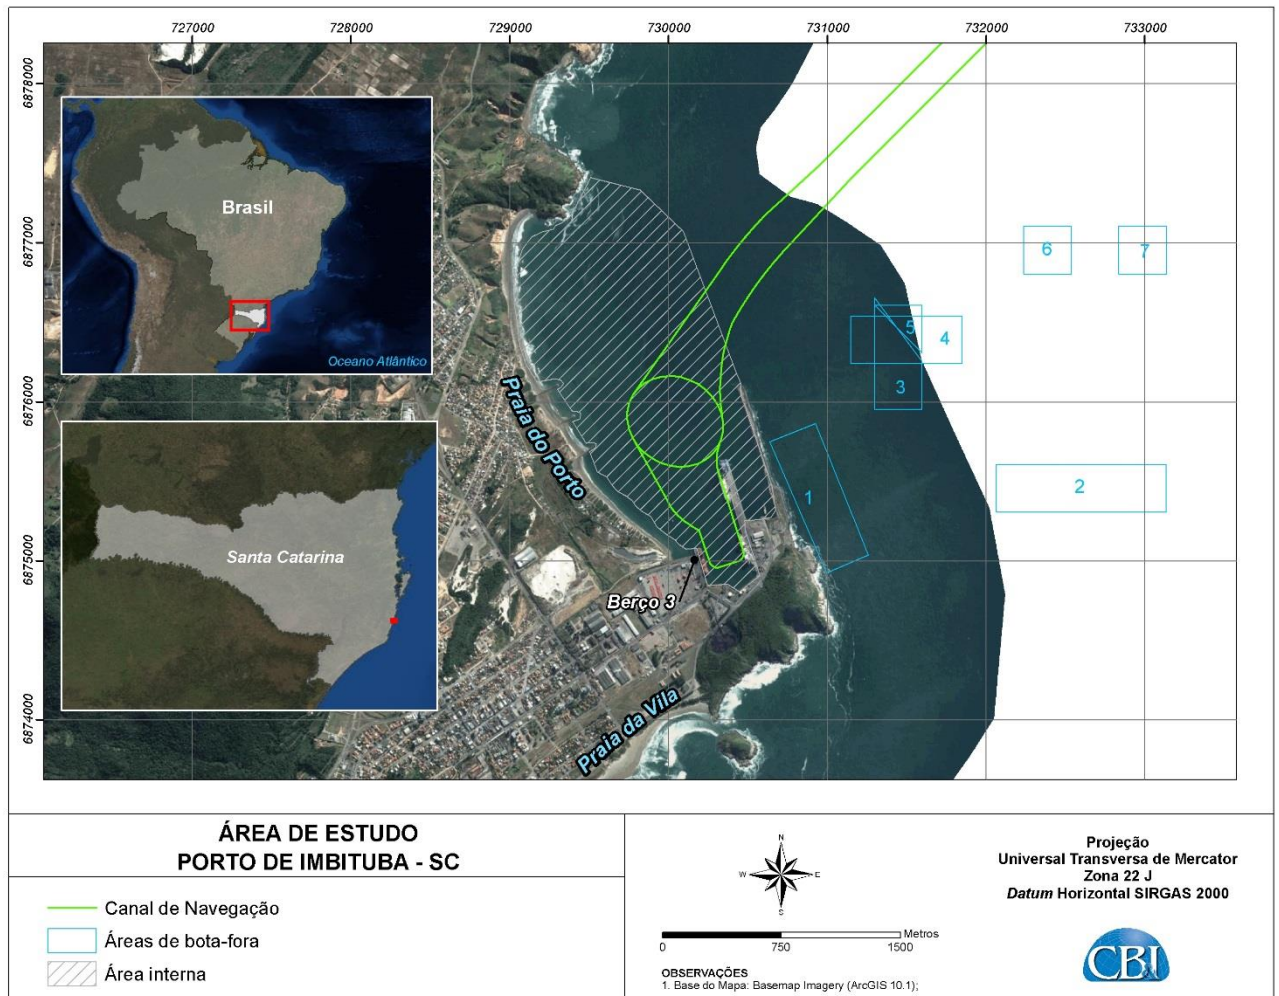 727000
728000
729000
730000
731000
732000
733000
6878000
6877000
6876000
6875000
6874000
Brasil
Oceano Atlântico
Santa Catarina
Praia do Porto
Praia da Vila
Berço 3
6
7
5
4
3
2
1
ÁREA DE ESTUDO
PORTO DE IMBITUBA - SC
Canal de Navegação
Áreas de bota-fora
Área interna
N
W
E
S
Metros
0
750
1500
OBSERVAÇÕES
1. Base do Mapa: Basemap Imagery (ArcGIS 10.1);
Projeção
Universal Transversa de Mercator
Zona 22 J
Datum Horizontal SIRGAS 2000
CB&I